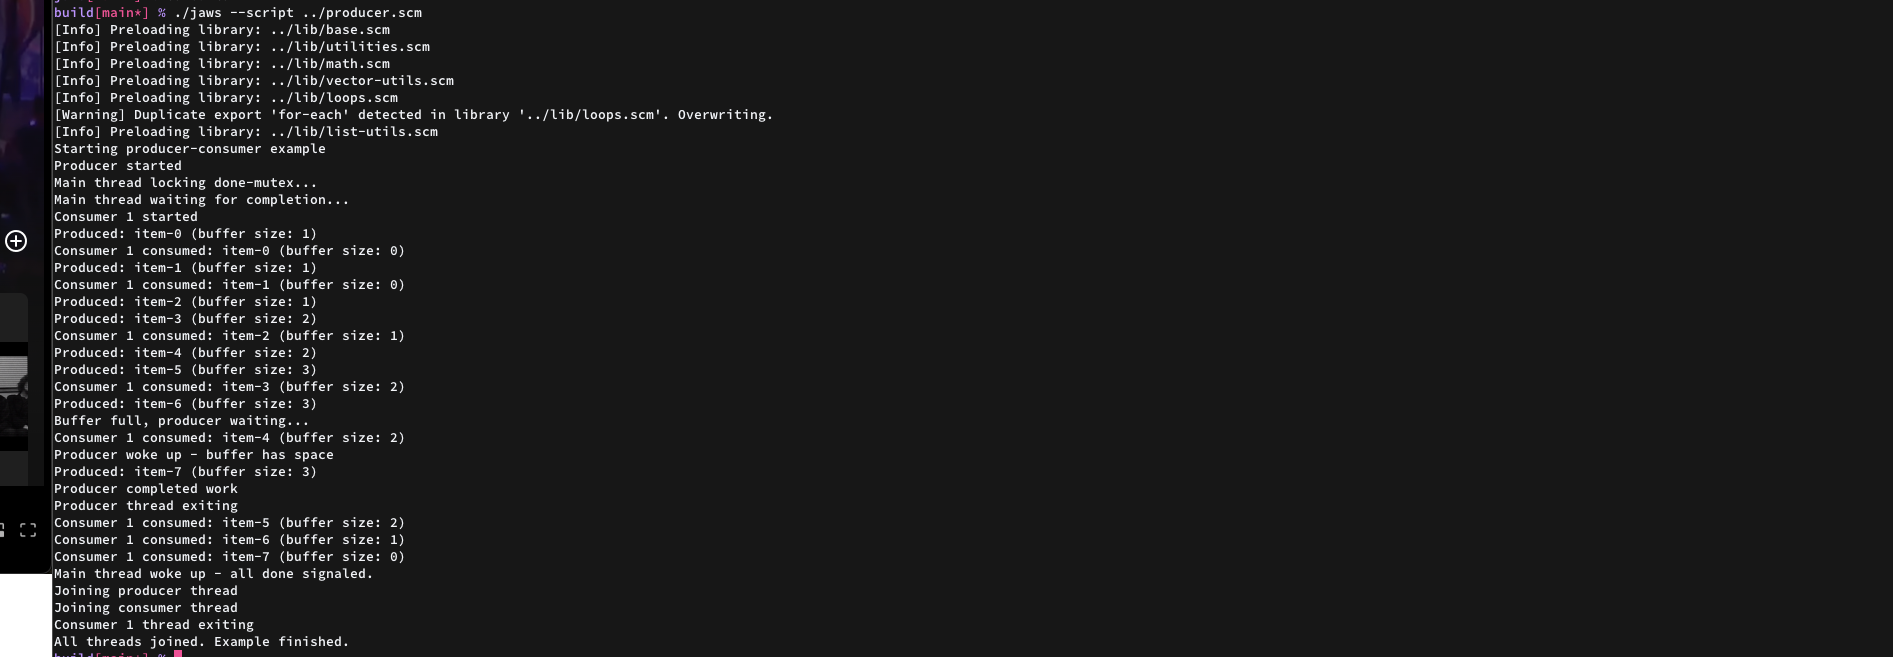 build[main*] % ./jaws --script ../producer.scm
[Info] Preloading library: ../lib/base.scm
[Info] Preloading library: ../lib/utilities.scm
[Info] Preloading library: ../lib/math.scm
[Info] Preloading library: ../lib/vector-utils.scm
[Info] Preloading library: ../lib/loops.scm
[Warning] Duplicate export 'for-each' detected in library '../lib/loops.scm'. Overwriting.
[Info] Preloading library: ../lib/list-utils.scm
Starting producer-consumer example
Producer started
Main thread locking done-mutex...
Main thread waiting for completion...
Consumer 1 started
Produced: item-0 (buffer size: 1)
Consumer 1 consumed: item-0 (buffer size: 0)
Produced: item-1 (buffer size: 1)
Consumer 1 consumed: item-1 (buffer size: 0)
Produced: item-2 (buffer size: 1)
Produced: item-3 (buffer size: 2)
Consumer 1 consumed: item-2 (buffer size: 1)
Produced: item-4 (buffer size: 2)
Produced: item-5 (buffer size: 3)
Consumer 1 consumed: item-3 (buffer size: 2)
Produced: item-6 (buffer size: 3)
Buffer full, producer waiting...
Consumer 1 consumed: item-4 (buffer size: 2)
Producer woke up - buffer has space
Produced: item-7 (buffer size: 3)
Producer completed work
Producer thread exiting
Consumer 1 consumed: item-5 (buffer size: 2)
Consumer 1 consumed: item-6 (buffer size: 1)
Consumer 1 consumed: item-7 (buffer size: 0)
Main thread woke up - all done signaled.
Joining producer thread
Joining consumer thread
Consumer 1 thread exiting
All threads joined. Example finished.
build[main*] %